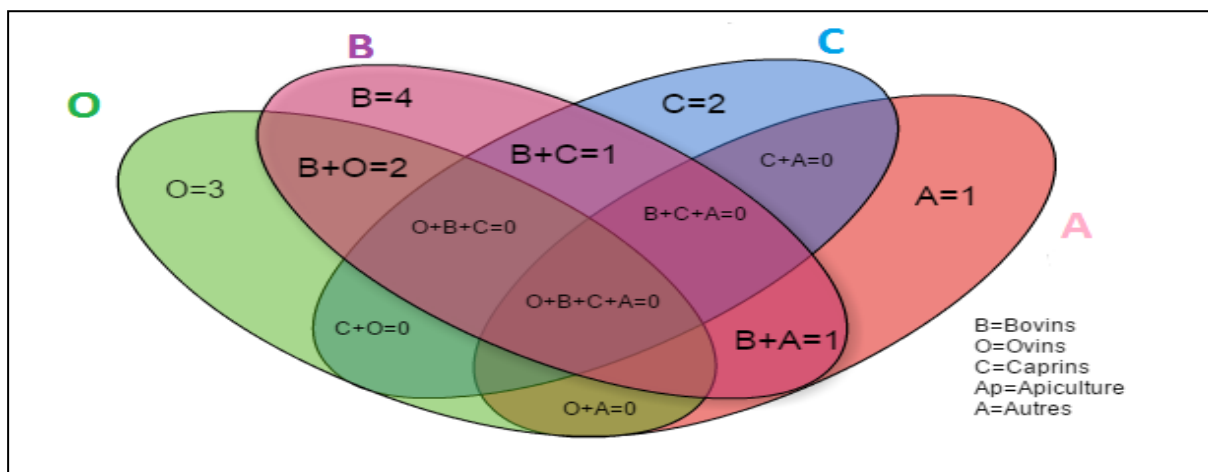 B
C
O
A
B=4
C=2
B+O=2
B+C=1
C+A=0
O=3
A=1
O+B+C=0
B+C+A=0
O+B+C+A=0
C+O=0
B+A=1
O+A=0
B=Bovins
O=Ovins
C=Caprins
Ap=Apiculture
A=Autres